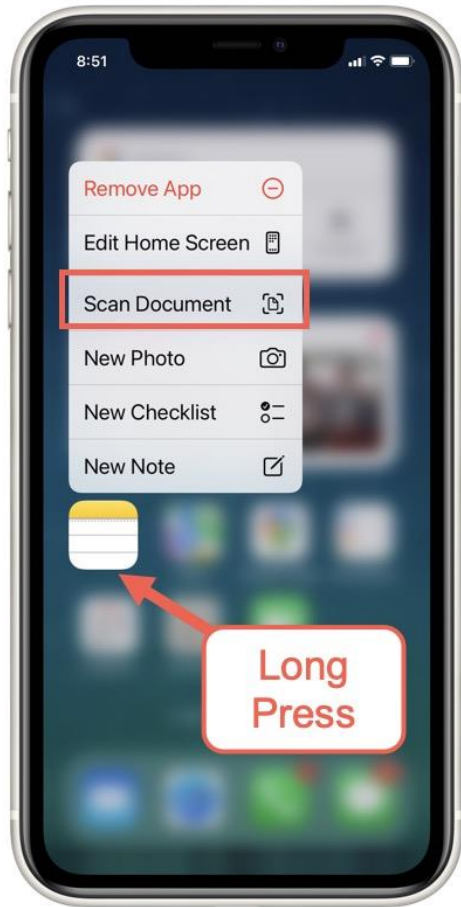 8:51
Remove App
Edit Home Screen
Scan Document
New Photo
New Checklist
New Note
Long
Press